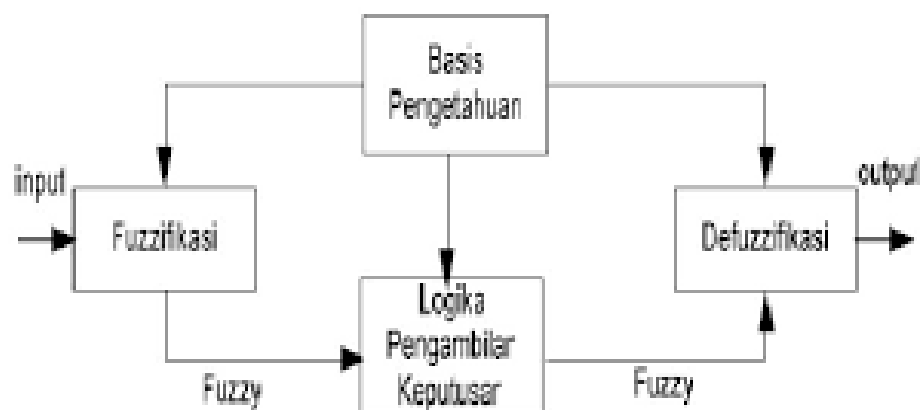 Basis
Pengetahuan
input
output
Fuzzifikasi
Defuzzifikasi
Logika
Pengambilan
Keputusan
Fuzzy
Fuzzy